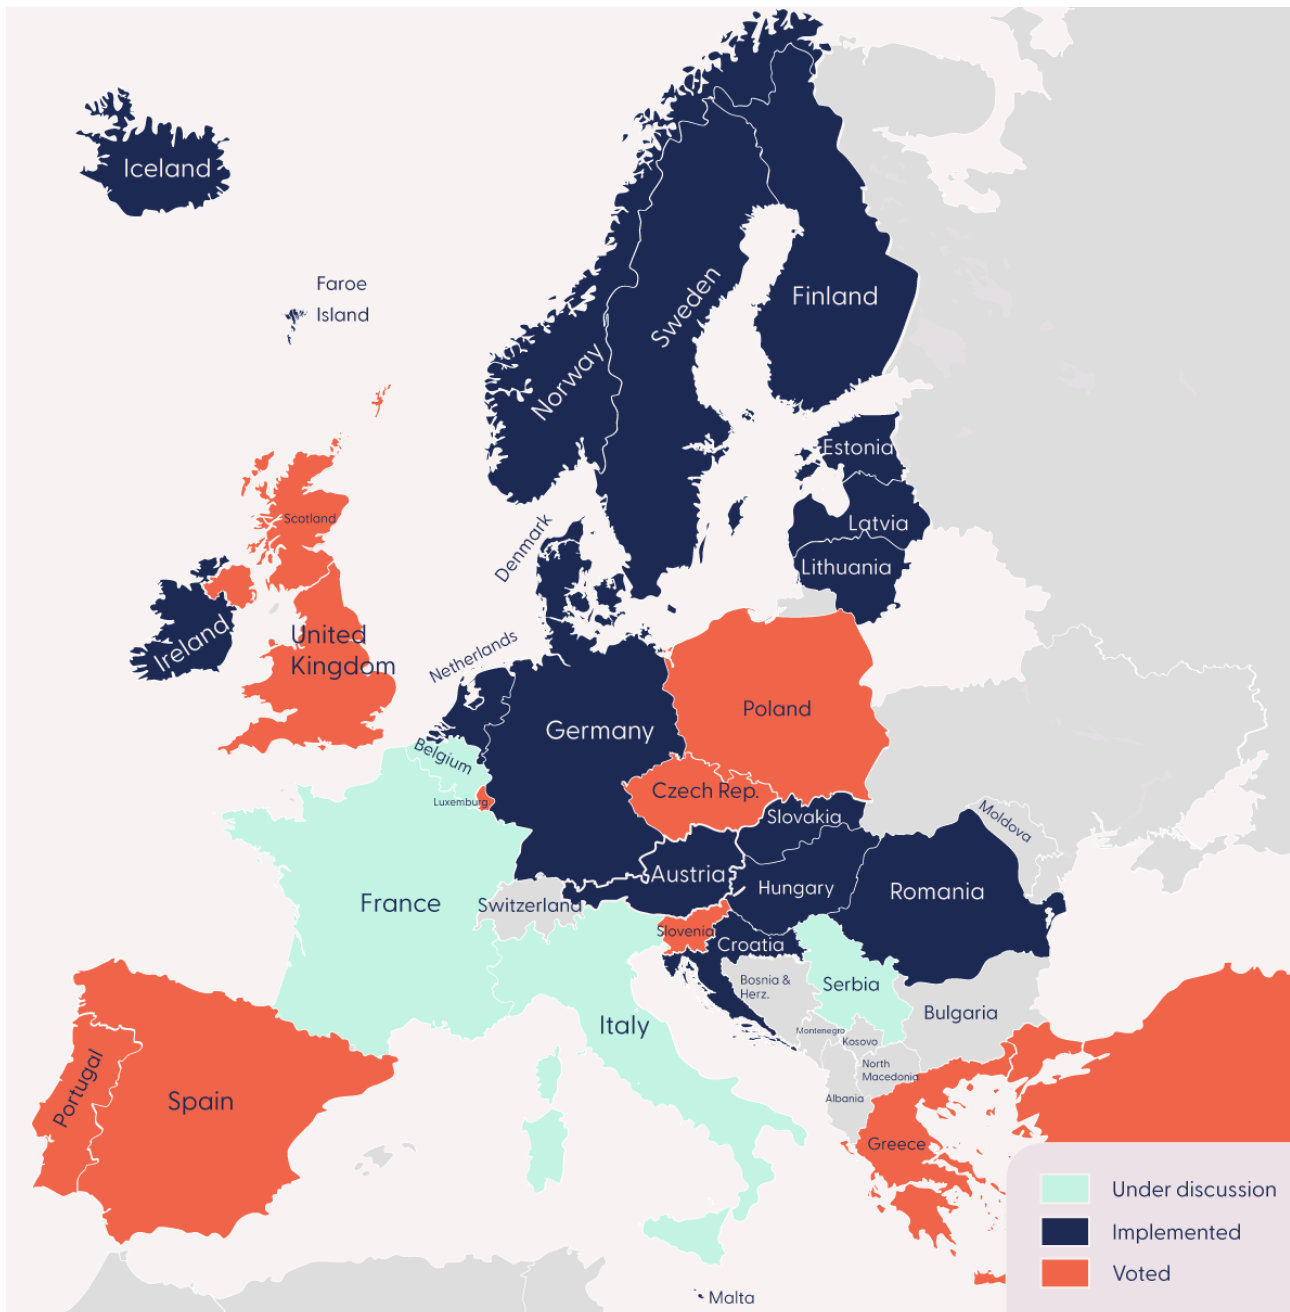 Iceland
Faroe
Island
Norway
Sweden
Finland
Estonia
Latvia
Lithuania
Denmark
Scotland
Ireland
United
Kingdom
Netherlands
Belgium
Luxemburg
Germany
Poland
Czech Rep.
Slovakia
Austria
Hungary
Romania
Moldova
France
Switzerland
Slovenia
Croatia
Bosnia &
Herz.
Serbia
Bulgaria
Montenegro
Kosovo
North
Macedonia
Albania
Italy
Portugal
Spain
Greece
Malta
Under discussion
Implemented
Voted